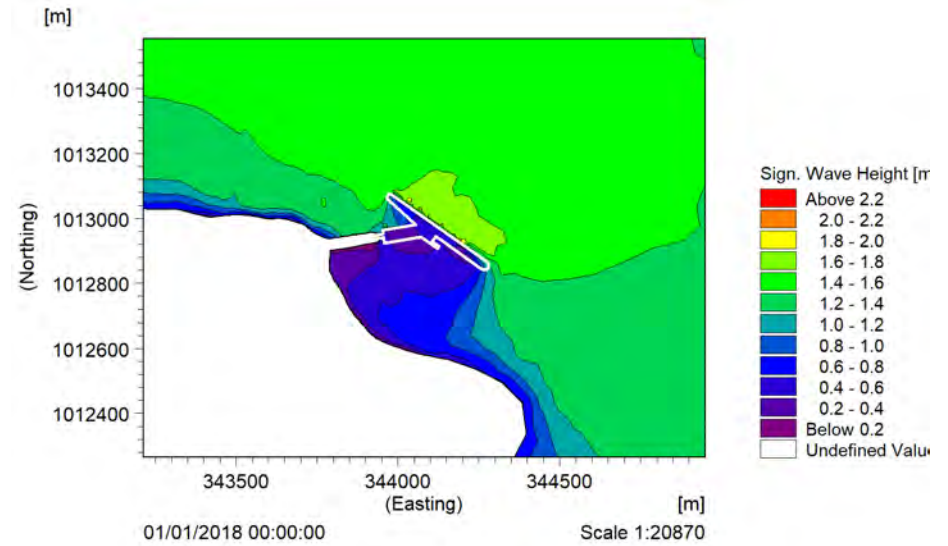 [m]
1013400
1013200
1013000
1012800
1012600
1012400
(Northing)
343500
344000
344500
(Easting)
[m]
01/01/2018 00:00:00
Scale 1:20870
Sign. Wave Height [m
Above 2.2
2.0 - 2.2
1.8 - 2.0
1.6 - 1.8
1.4 - 1.6
1.2 - 1.4
1.0 - 1.2
0.8 - 1.0
0.6 - 0.8
0.4 - 0.6
0.2 - 0.4
Below 0.2
Undefined Valu